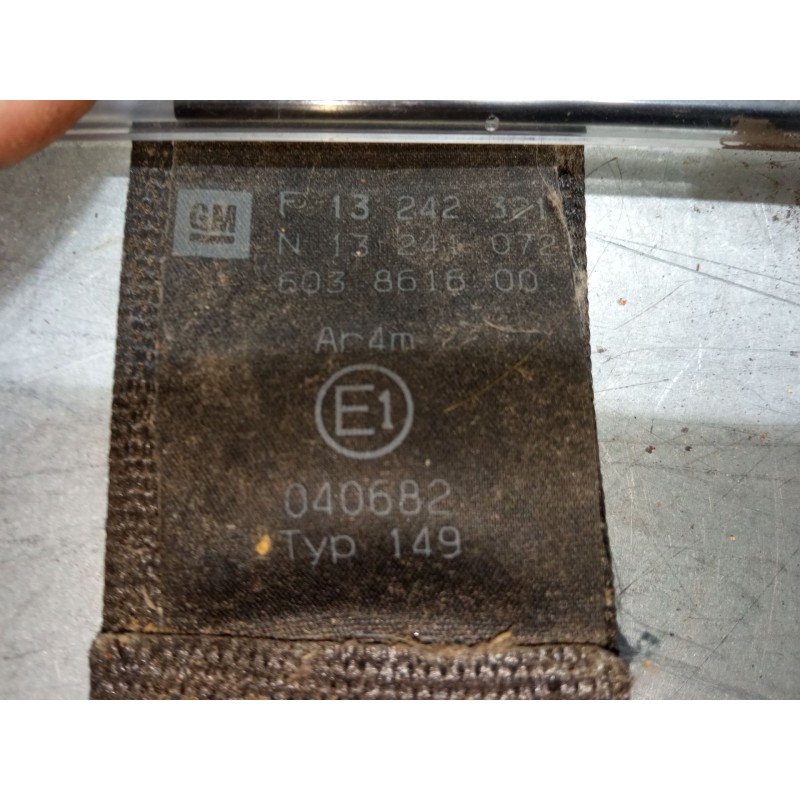 GM
P 13 242 321
N 13 241 072
603 8616 00
Ar4m
E1
040682
Typ 149